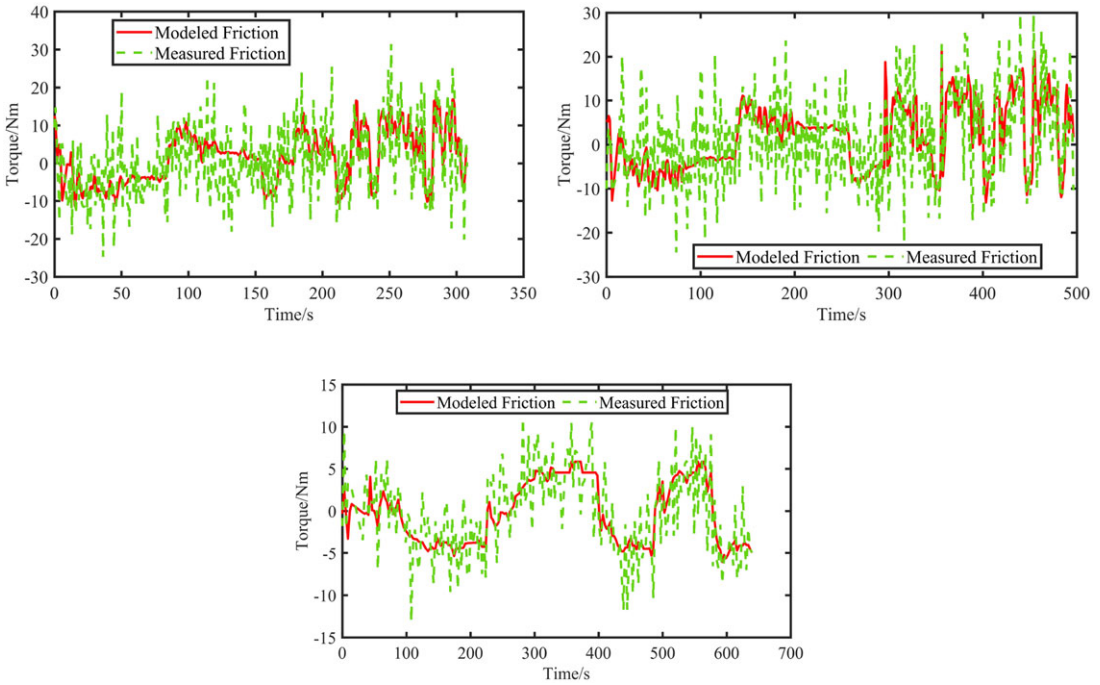 40
30
20
10
0
-10
-20
-30
Torque/Nm
Modeled Friction
Measured Friction
0 50 100 150 200 250 300 350
Time/s
30
20
10
0
-10
-20
-30
Torque/Nm
Modeled Friction Measured Friction
0 100 200 300 400 500
Time/s
15
10
5
0
-5
-10
-15
Torque/Nm
Modeled Friction Measured Friction
0 100 200 300 400 500 600 700
Time/s